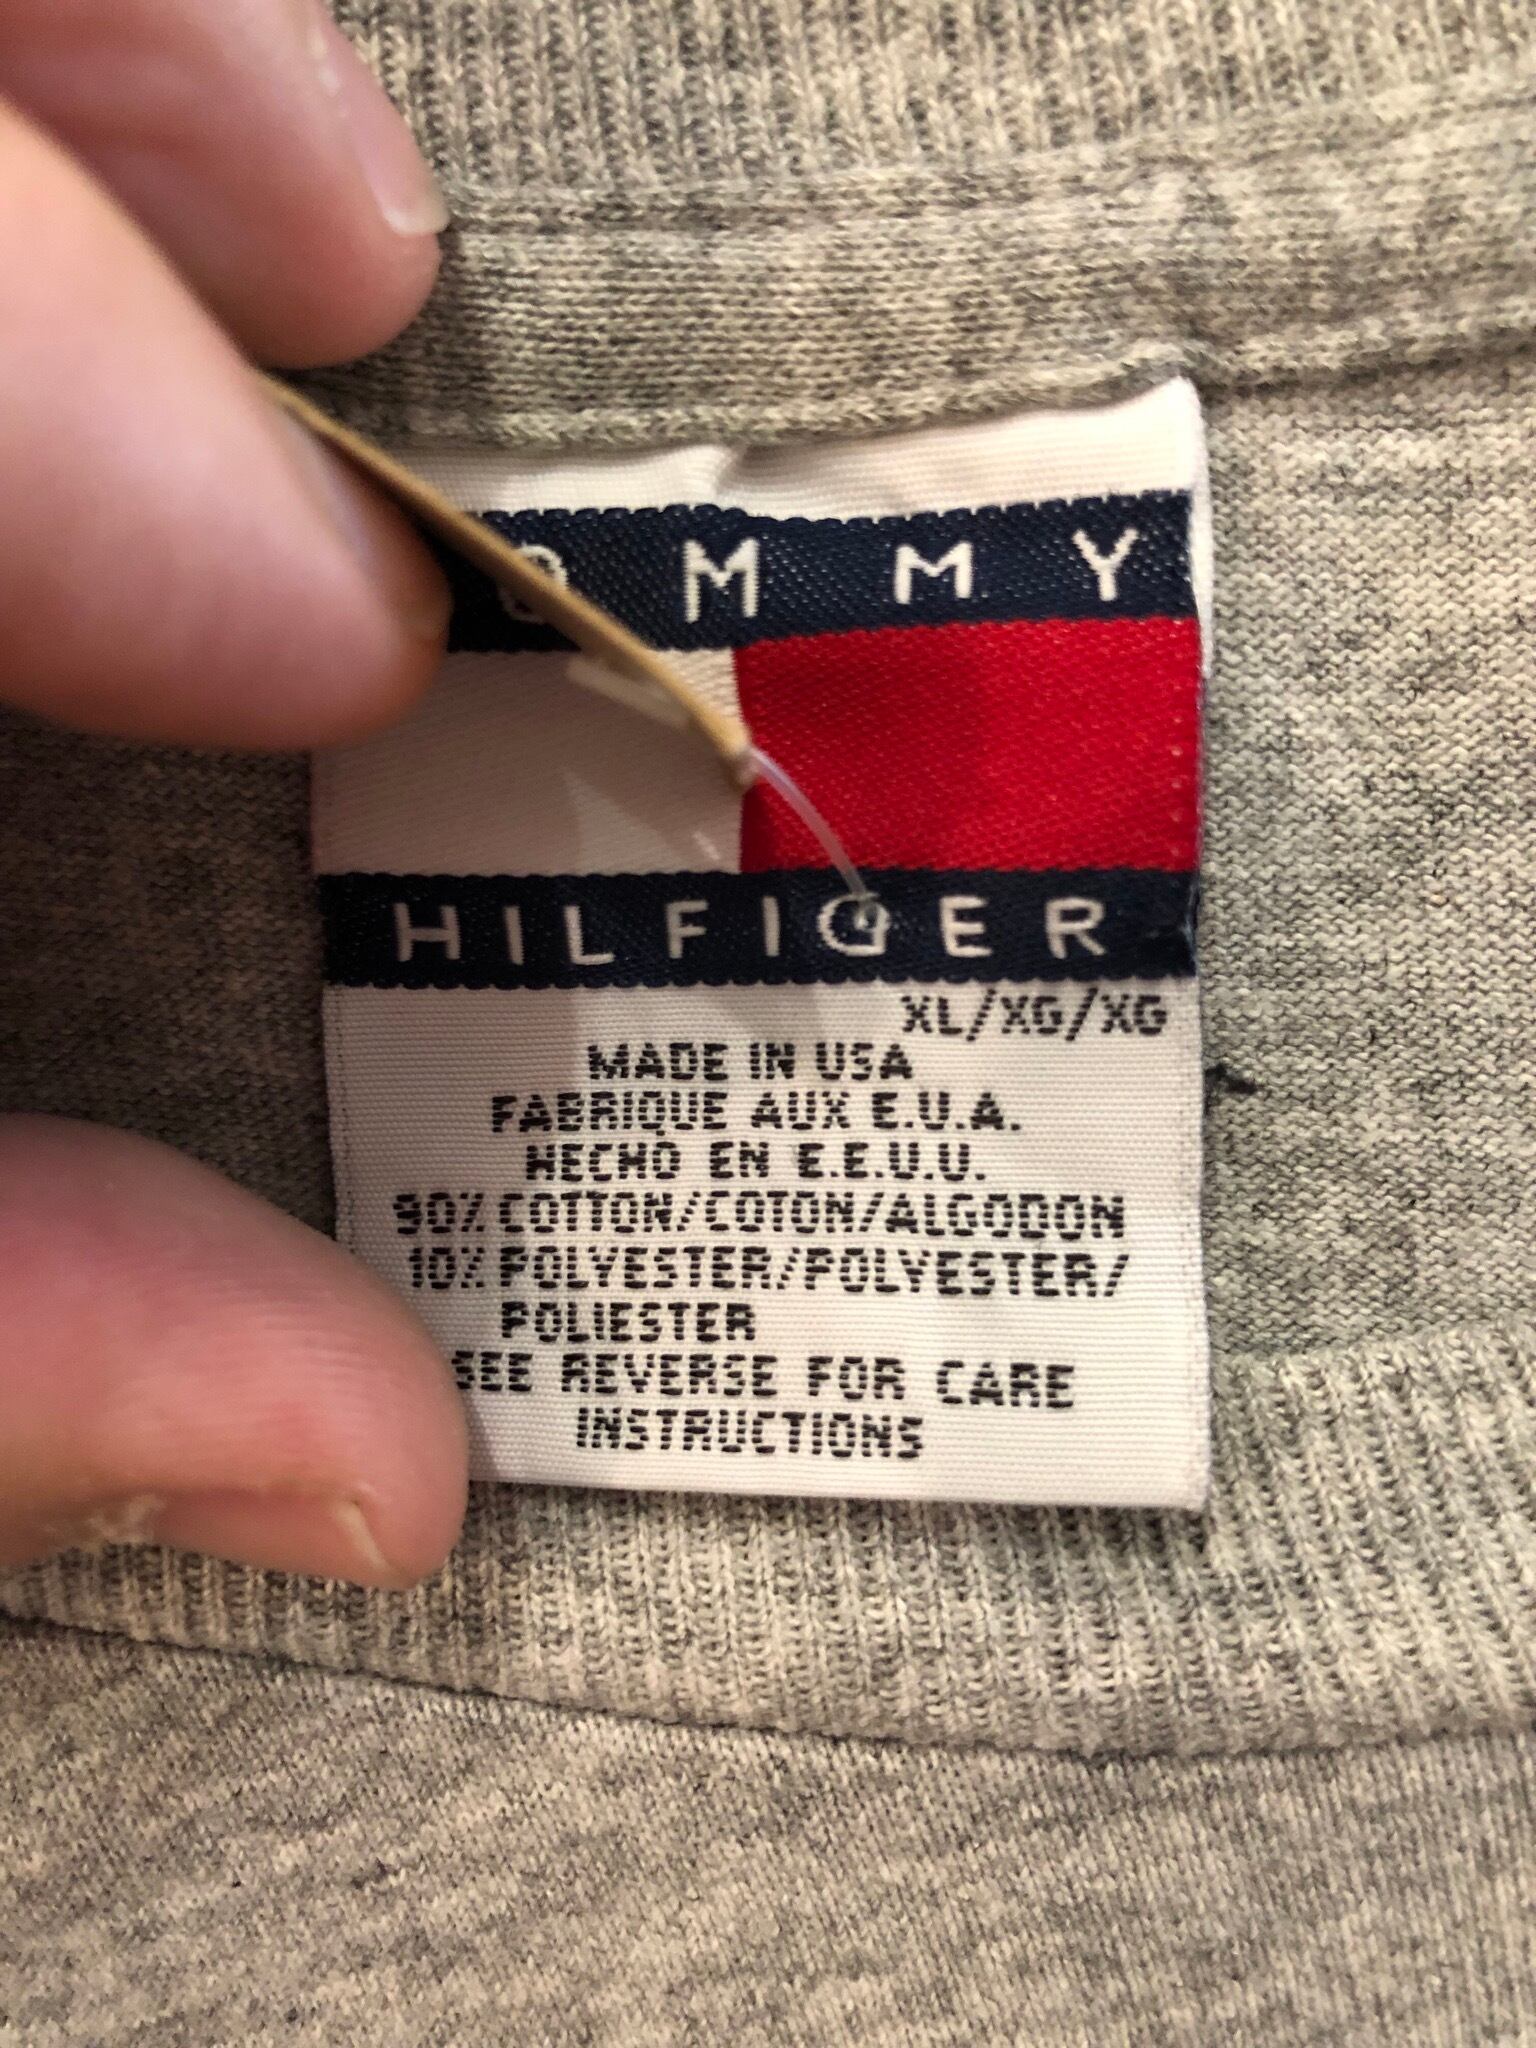 OMMY
HILFIGER
XL/XG/XG
MADE IN USA
FABRIQUE AUX E.U.A.
HECHO EN E.E.U.U.
90% COTTON/COTON/ALGODON
10% POLYESTER/POLYESTER/
POLIESTER
SEE REVERSE FOR CARE
INSTRUCTIONS